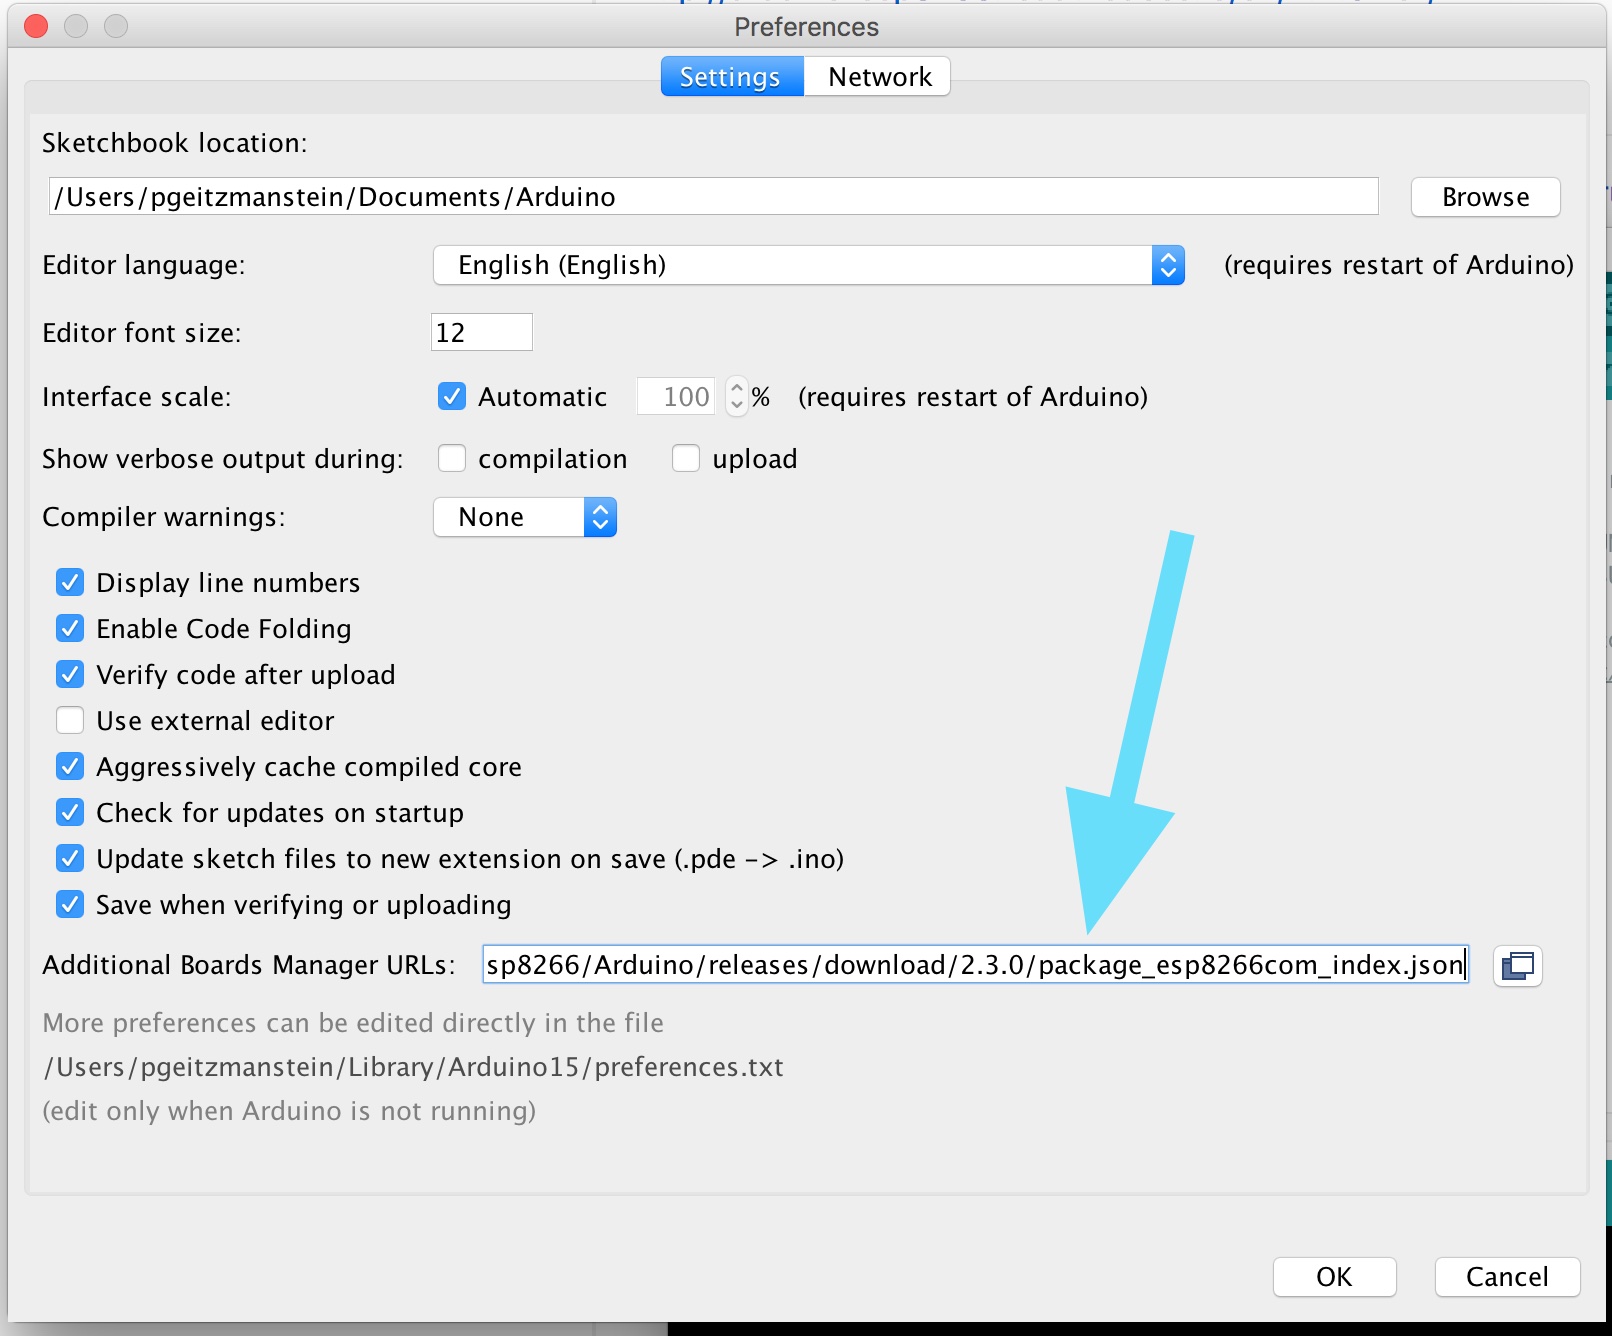 Preferences
Settings Network
Sketchbook location:
/Users/pgeitzmanstein/Documents/Arduino Browse
Editor language: English (English) (requires restart of Arduino)
Editor font size: 12
Interface scale: Automatic 100 % (requires restart of Arduino)
Show verbose output during: compilation upload
Compiler warnings: None
Display line numbers
Enable Code Folding
Verify code after upload
Use external editor
Aggressively cache compiled core
Check for updates on startup
Update sketch files to new extension on save (.pde -> .ino)
Save when verifying or uploading
Additional Boards Manager URLs: sp8266/Arduino/releases/download/2.3.0/package_esp8266com_index.json
More preferences can be edited directly in the file
/Users/pgeitzmanstein/Library/Arduino15/preferences.txt
(edit only when Arduino is not running)
OK Cancel